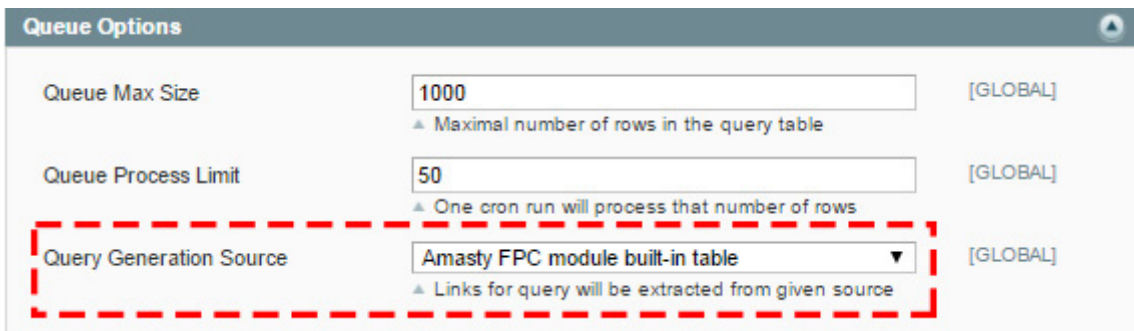 Queue Options
Queue Max Size 1000 [GLOBAL]
Maximal number of rows in the query table
Queue Process Limit 50 [GLOBAL]
One cron run will process that number of rows
Query Generation Source Amasty FPC module built-in table [GLOBAL]
Links for query will be extracted from given source